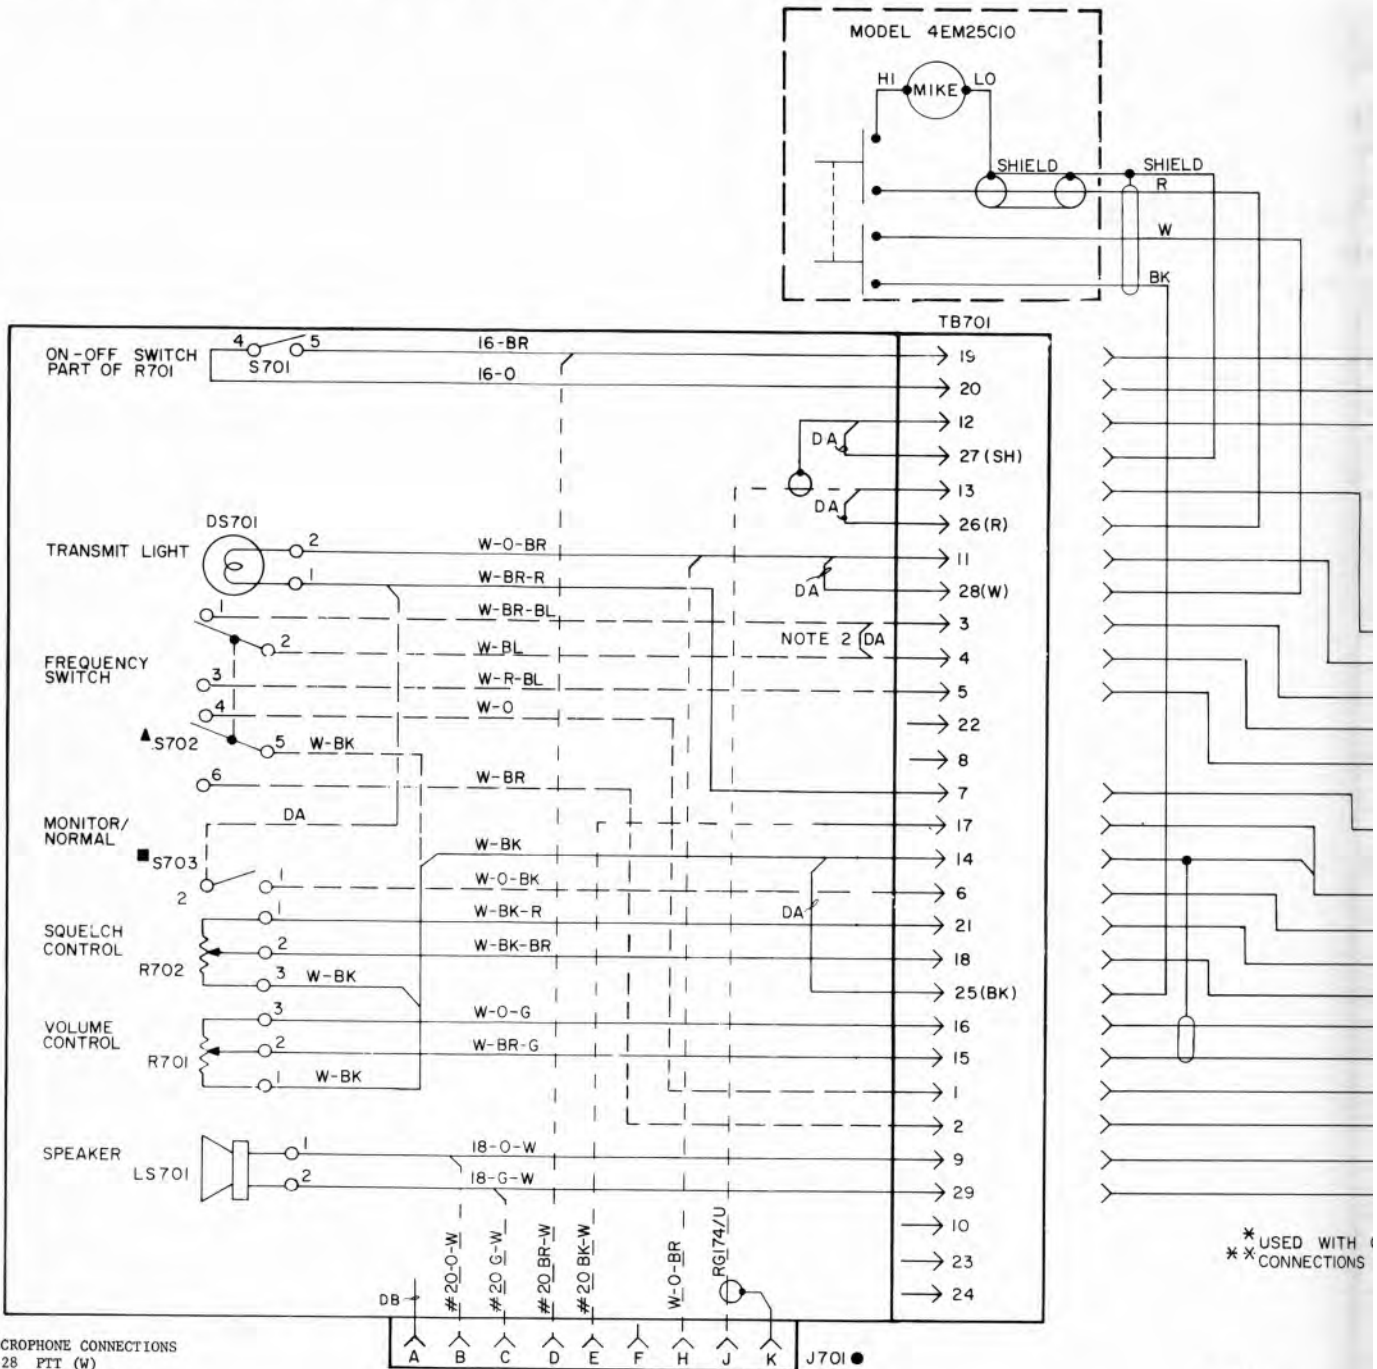 MODEL 4EM25C10
HI MIKE LO
SHIELD SHIELD
R
W
BK
TB701
ON-OFF SWITCH
PART OF R701
4 5
S701
16-BR
19
16-O
20
12
DA
27(SH)
13
DA
26(R)
DS701
TRANSMIT LIGHT
2
W-O-BR
11
1
W-BR-R
DA
28(W)
1
W-BR-BL
3
NOTE 2 DA
FREQUENCY
SWITCH
2
W-BL
4
3
W-R-BL
5
4
W-O
22
▲ S702
5
W-BK
8
6
W-BR
7
MONITOR/
NORMAL
DA
17
■ S703
W-BK
14
2
1
W-O-BK
6
SQUELCH
CONTROL
1
W-BK-R
DA
21
2
W-BK-BR
18
R702
3
W-BK
25(BK)
VOLUME
CONTROL
3
W-O-G
16
R701
2
W-BR-G
15
1
W-BK
1
2
SPEAKER
LS701
1
18-O-W
9
2
18-G-W
29
10
23
24
DB
#20-O-W
#20 G-W
#20 BR-W
#20 BK-W
W-O-BR
RG174/U
A B C D E F H J K
J701 ●
* USED WITH
** CONNECTIONS
CROPHONE CONNECTIONS
28 PTT (W)